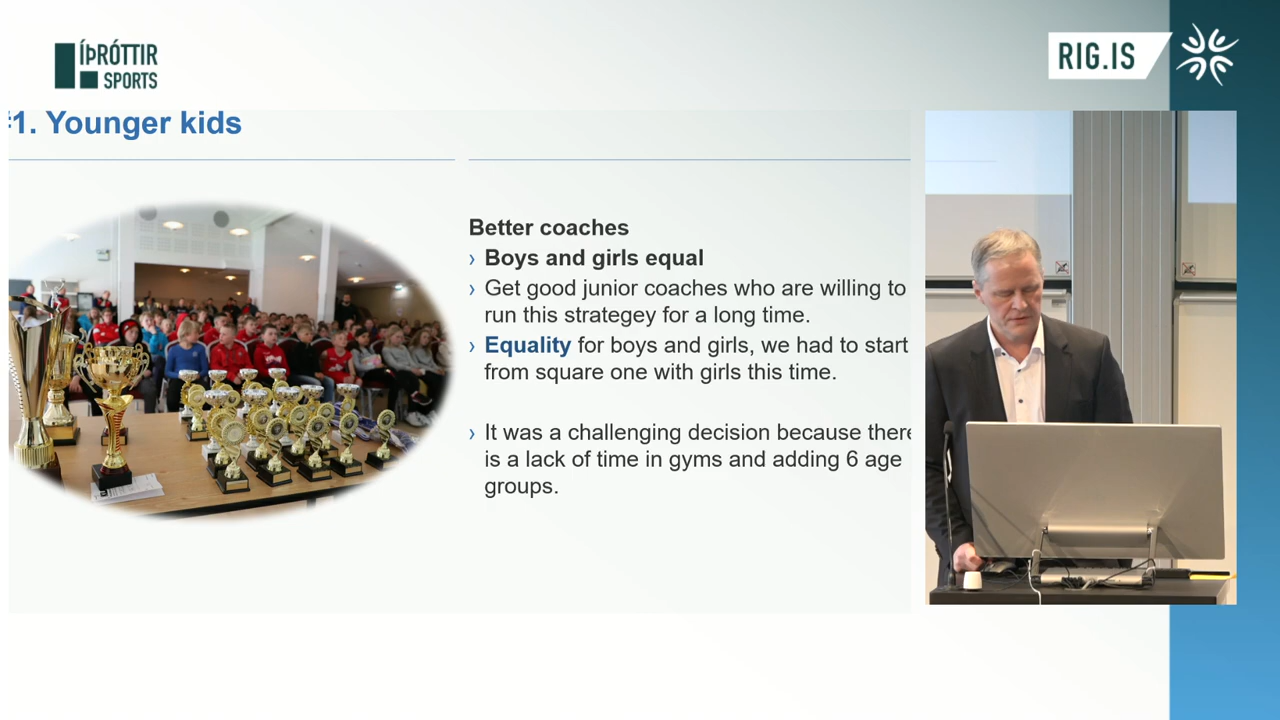 ÍÞRÓTTIR
SPORTS
RIG.IS
#1. Younger kids
Better coaches
› Boys and girls equal
› Get good junior coaches who are willing to
run this strategey for a long time.
› Equality for boys and girls, we had to start
from square one with girls this time.
› It was a challenging decision because there
is a lack of time in gyms and adding 6 age
groups.